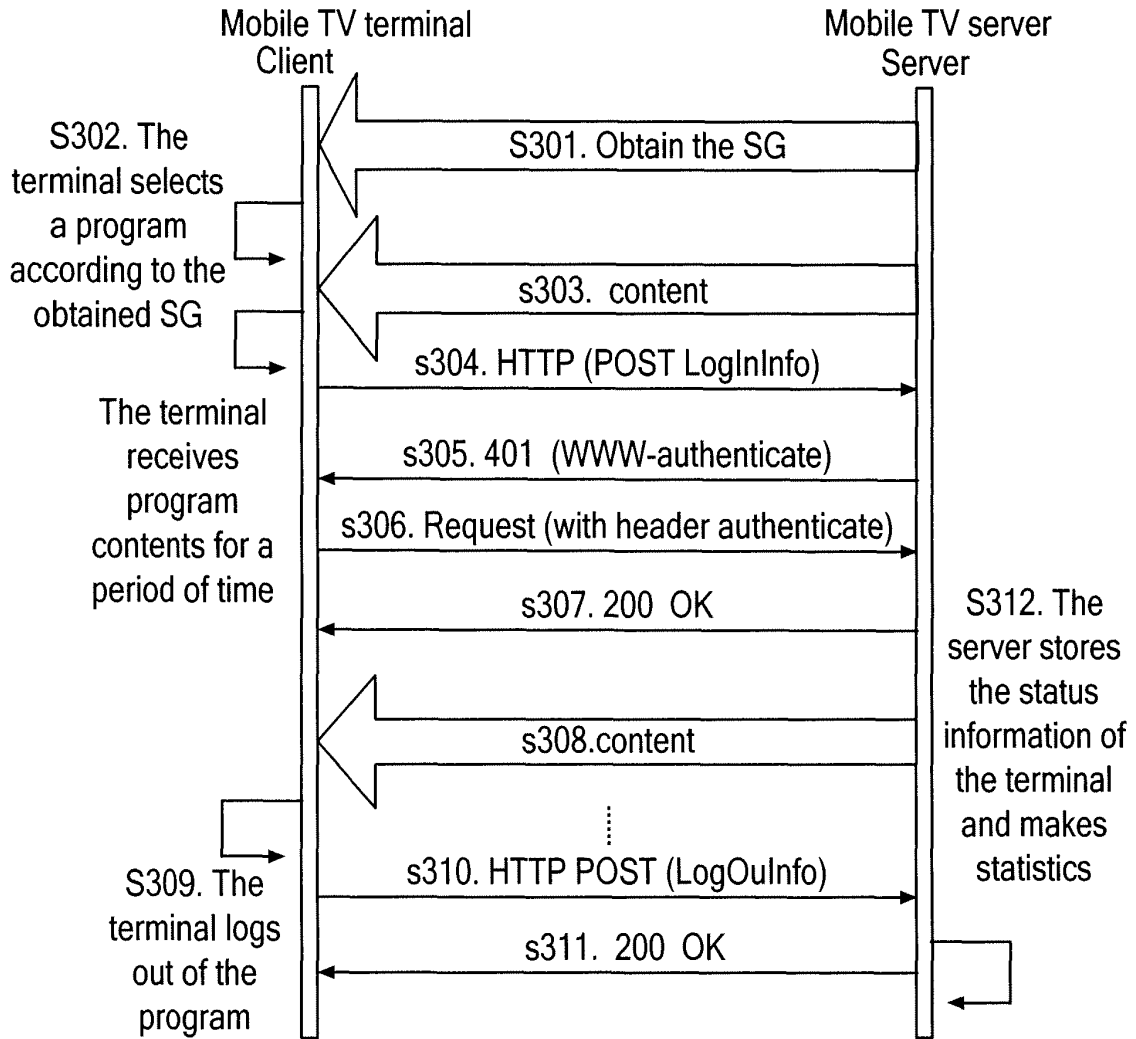 Mobile TV terminal
Client
Mobile TV server
Server
S301. Obtain the SG
S302. The
terminal selects
a program
according to the
obtained SG
s303. content
s304. HTTP (POST LogInInfo)
The terminal
receives
program
contents for a
period of time
s305. 401 (WWW-authenticate)
s306. Request (with header authenticate)
s307. 200 OK
s308.content
S309. The
terminal logs
out of the
program
s310. HTTP POST (LogOuInfo)
s311. 200 OK
S312. The
server stores
the status
information of
the terminal
and makes
statistics